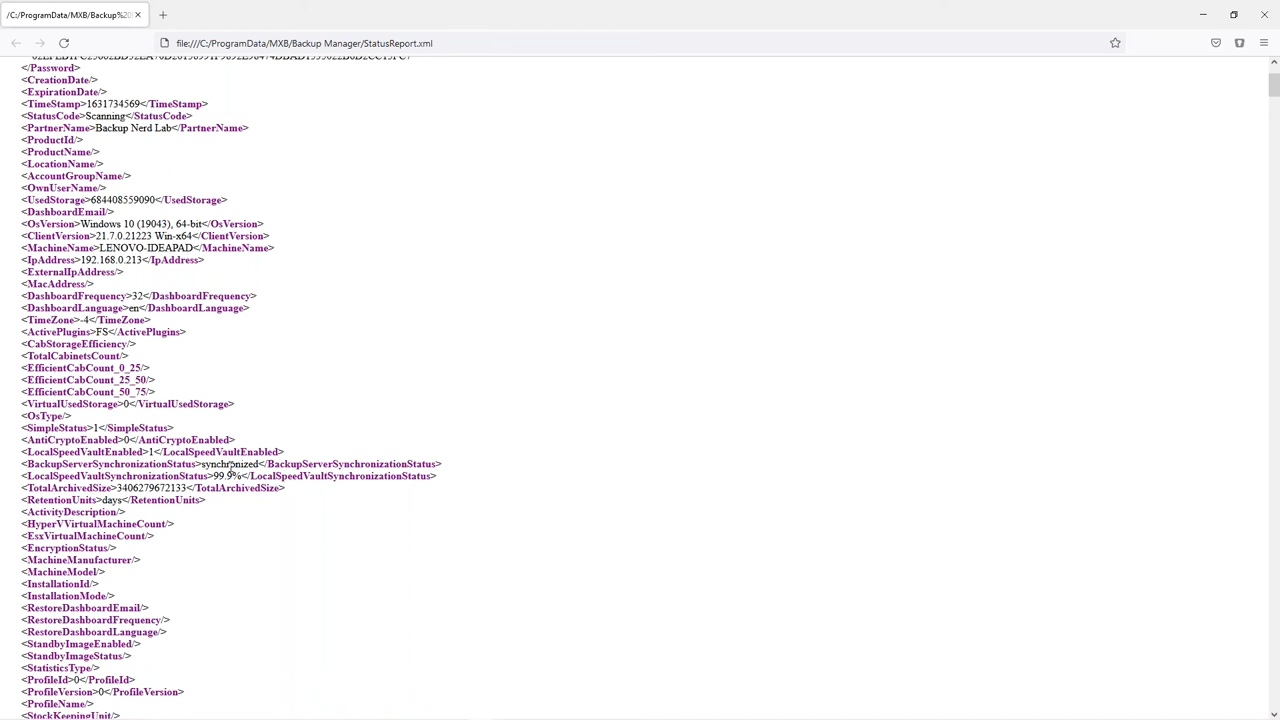 /C:/ProgramData/MXB/Backup%20
file:///C:/ProgramData/MXB/Backup Manager/StatusReport.xml
</Password>
<CreationDate/>
<ExpirationDate/>
<TimeStamp>1631734569</TimeStamp>
<StatusCode>Scanning</StatusCode>
<PartnerName>Backup Nerd Lab</PartnerName>
<ProductId/>
<ProductName/>
<LocationName/>
<AccountGroupName/>
<OwnUserName/>
<UsedStorage>684408559090</UsedStorage>
<DashboardEmail/>
<OsVersion>Windows 10 (19043), 64-bit</OsVersion>
<ClientVersion>21.7.0.21223 Win-x64</ClientVersion>
<MachineName>LENOVO-IDEAPAD</MachineName>
<IpAddress>192.168.0.213</IpAddress>
<ExternalIpAddress/>
<MacAddress/>
<DashboardFrequency>32</DashboardFrequency>
<DashboardLanguage>en</DashboardLanguage>
<TimeZone>-4</TimeZone>
<ActivePlugins>FS</ActivePlugins>
<CabStorageEfficiency/>
<TotalCabinetsCount/>
<EfficientCabCount_0_25/>
<EfficientCabCount_25_50/>
<EfficientCabCount_50_75/>
<VirtualUsedStorage>0</VirtualUsedStorage>
<OsType/>
<SimpleStatus>1</SimpleStatus>
<AntiCryptoEnabled>0</AntiCryptoEnabled>
<LocalSpeedVaultEnabled>1</LocalSpeedVaultEnabled>
<BackupServerSynchronizationStatus>synchronized</BackupServerSynchronizationStatus>
<LocalSpeedVaultSynchronizationStatus>99.9%</LocalSpeedVaultSynchronizationStatus>
<TotalArchivedSize>3406279672133</TotalArchivedSize>
<RetentionUnits>days</RetentionUnits>
<ActivityDescription/>
<HyperVVirtualMachineCount/>
<EsxVirtualMachineCount/>
<EncryptionStatus/>
<MachineManufacturer/>
<MachineModel/>
<InstallationId/>
<InstallationMode/>
<RestoreDashboardEmail/>
<RestoreDashboardFrequency/>
<RestoreDashboardLanguage/>
<StandbyImageEnabled/>
<StandbyImageStatus/>
<StatisticsType/>
<ProfileId>0</ProfileId>
<ProfileVersion>0</ProfileVersion>
<ProfileName/>
<StockKeepingUnit/>